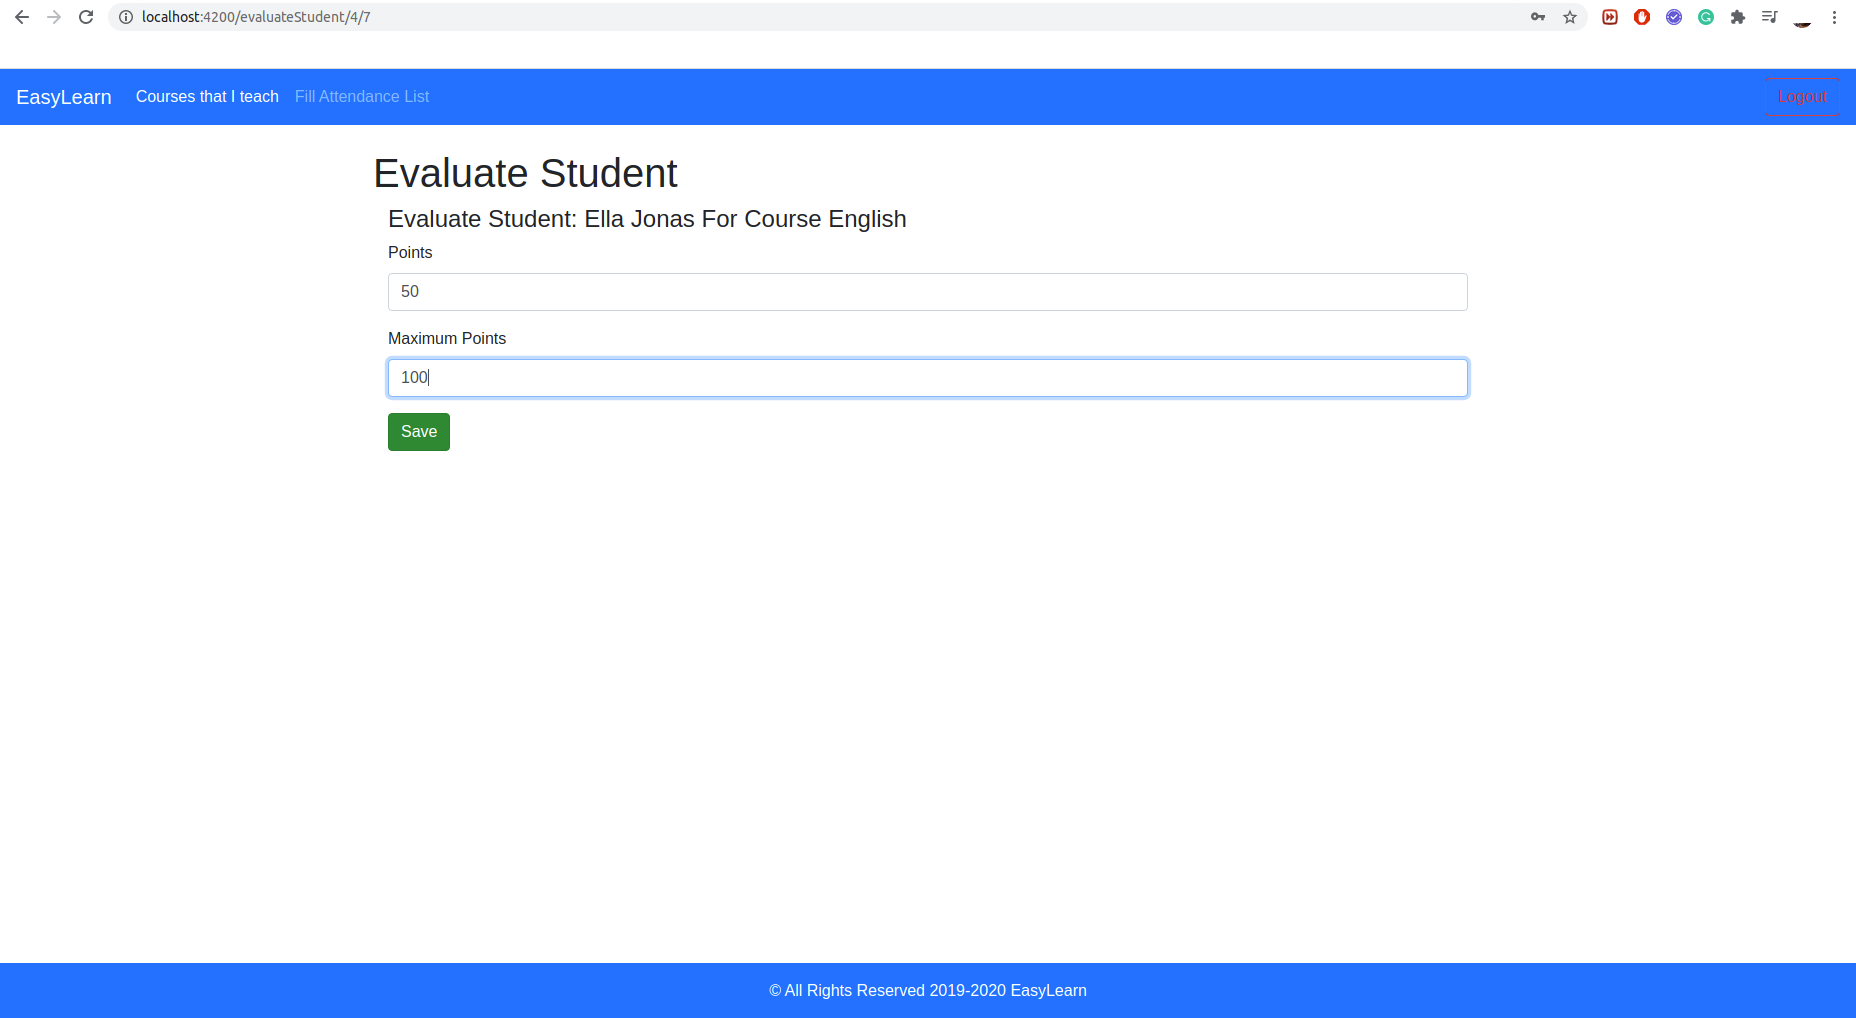 localhost:4200/evaluateStudent/4/7
EasyLearn Courses that I teach Fill Attendance List Logout
Evaluate Student
Evaluate Student: Ella Jonas For Course English
Points
50
Maximum Points
100
Save
© All Rights Reserved 2019-2020 EasyLearn